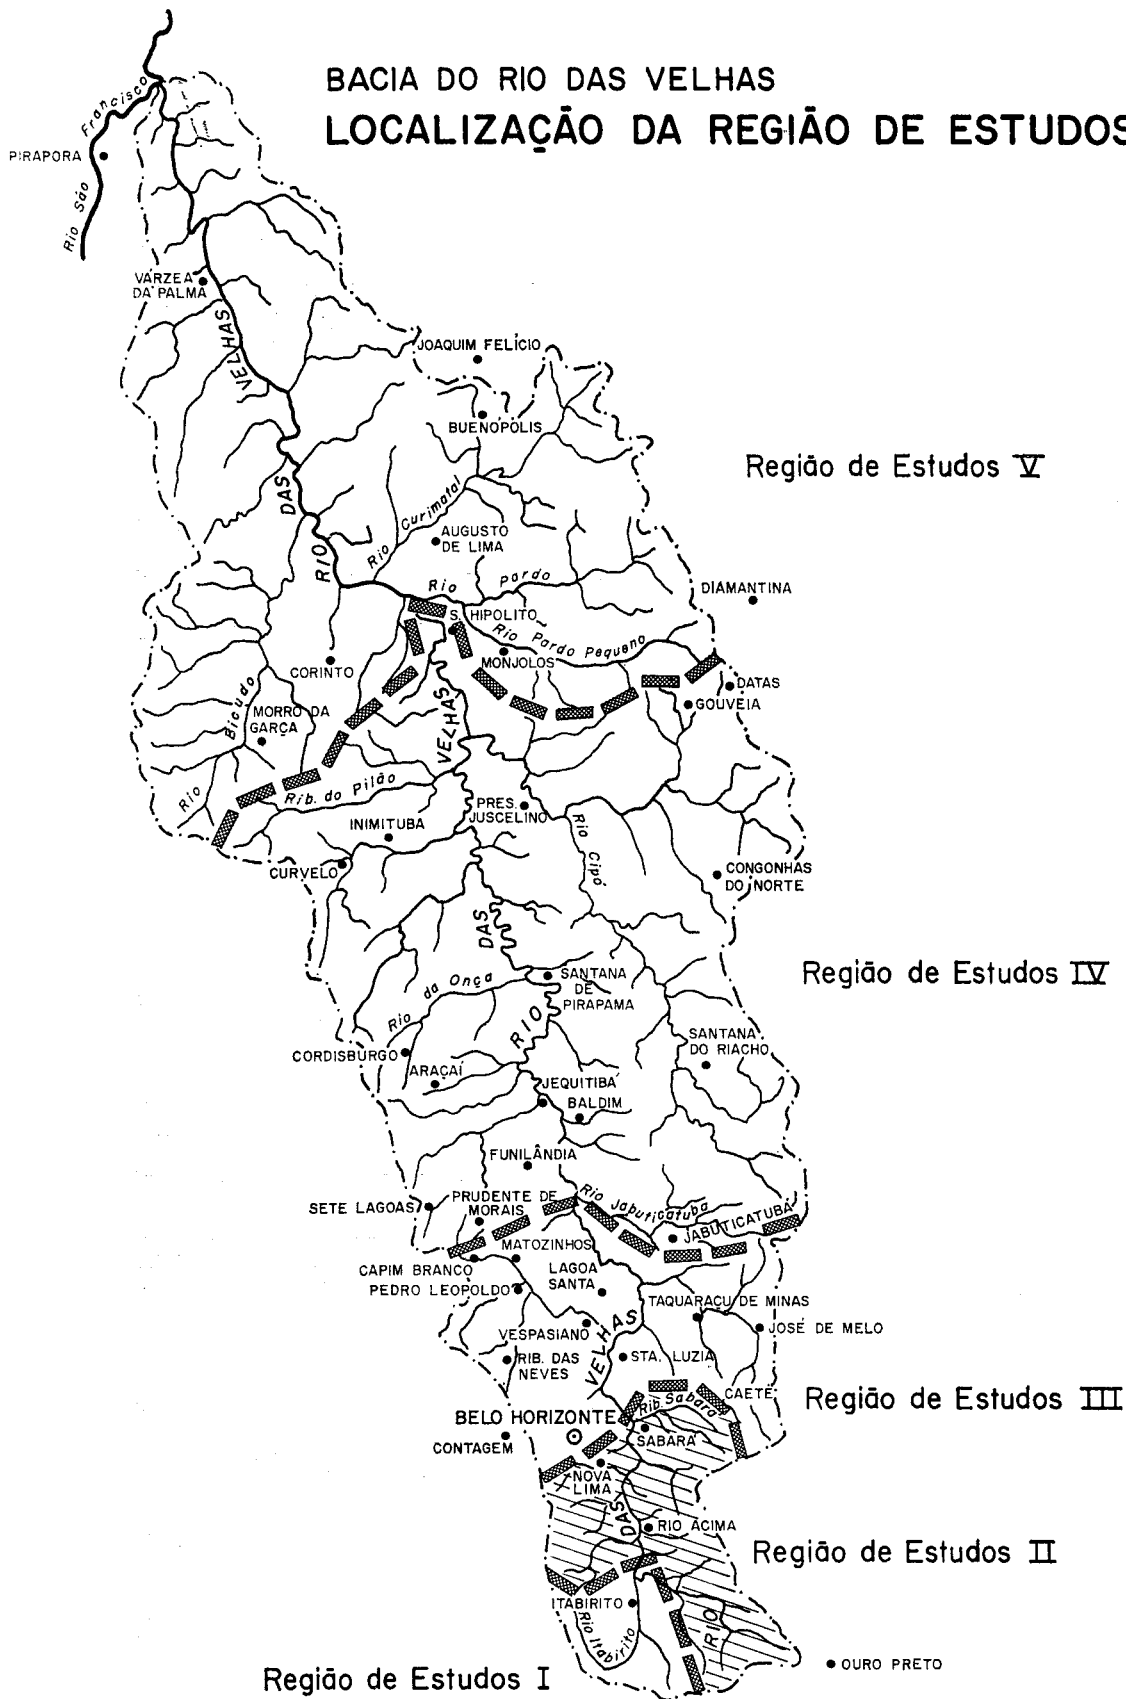 BACIA DO RIO DAS VELHAS
LOCALIZAÇÃO DA REGIÃO DE ESTUDOS
Rio São Francisco
PIRAPORA
VÁRZEA
DA PALMA
VELHAS
JOAQUIM FELÍCIO
BUENÓPOLIS
Região de Estudos V
DAS
Rio Curimataí
AUGUSTO
DE LIMA
RIO
Rio Pardo
DIAMANTINA
S. HIPOLITO
Rio Pardo Pequeno
MONJOLOS
CORINTO
DATAS
GOUVEIA
VELHAS
Rio Bicudo
MORRO DA
GARÇA
Rib. do Pilão
PRES.
JUSCELINO
INIMITUBA
Rio Cipó
CURVELO
CONGONHAS
DO NORTE
DAS
Região de Estudos IV
Rio da Onça
SANTANA
DE
PIRAPAMA
RIO
SANTANA
DO RIACHO
CORDISBURGO
ARAÇAÍ
JEQUITIBÁ
BALDIM
FUNILÂNDIA
SETE LAGOAS
PRUDENTE DE
MORAIS
Rio Jabuticatuba
JABUTICATUBÁ
MATOZINHOS
CAPIM BRANCO
LAGOA
SANTA
PEDRO LEOPOLDO
TAQUARAÇU DE MINAS
JOSÉ DE MELO
VESPASIANO
VELHAS
RIB. DAS
NEVES
STA. LUZIA
CAETÉ
Região de Estudos III
Rib. Sabará
BELO HORIZONTE
SABARÁ
CONTAGEM
NOVA
LIMA
DAS
RIO ACIMA
Região de Estudos II
ITABIRITO
Rio Itabirito
RIO
OURO PRETO
Região de Estudos I